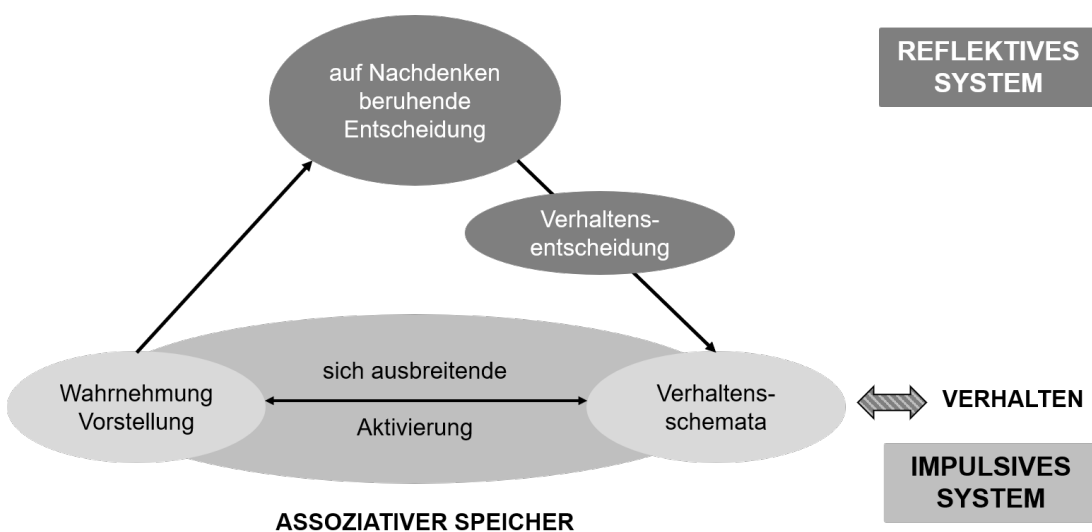 auf Nachdenken
beruhende
Entscheidung
REFLEKTIVES
SYSTEM
Verhaltens-
entscheidung
sich ausbreitende
Aktivierung
Wahrnehmung
Vorstellung
Verhaltens-
schemata
VERHALTEN
IMPULSIVES
SYSTEM
ASSOZIATIVER SPEICHER